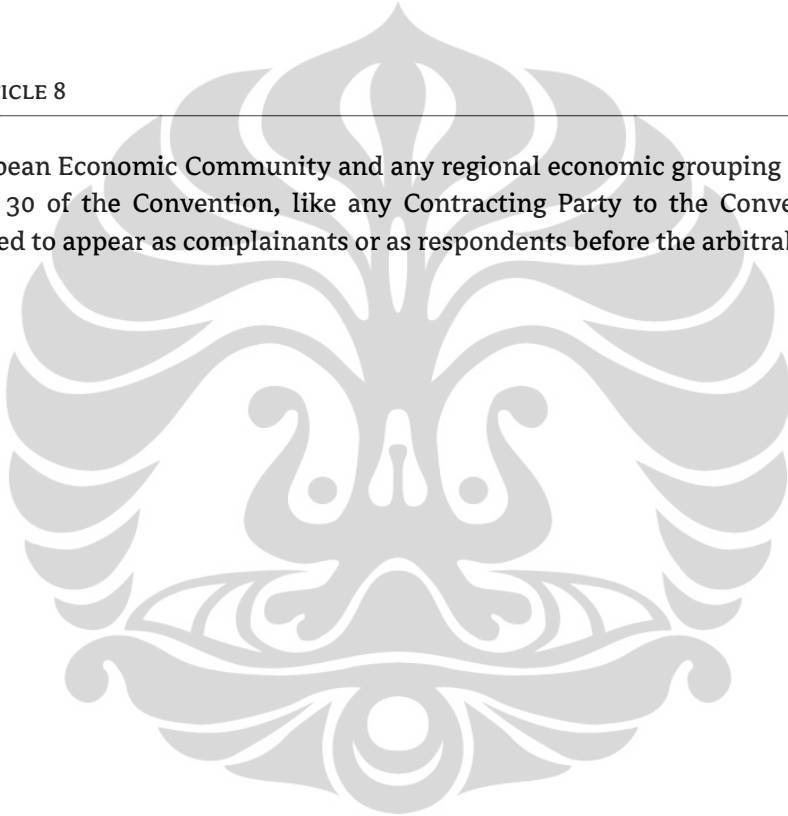 ICLE 8
pean Economic Community and any regional economic grouping
30 of the Convention, like any Contracting Party to the Conve
ed to appear as complainants or as respondents before the arbitral